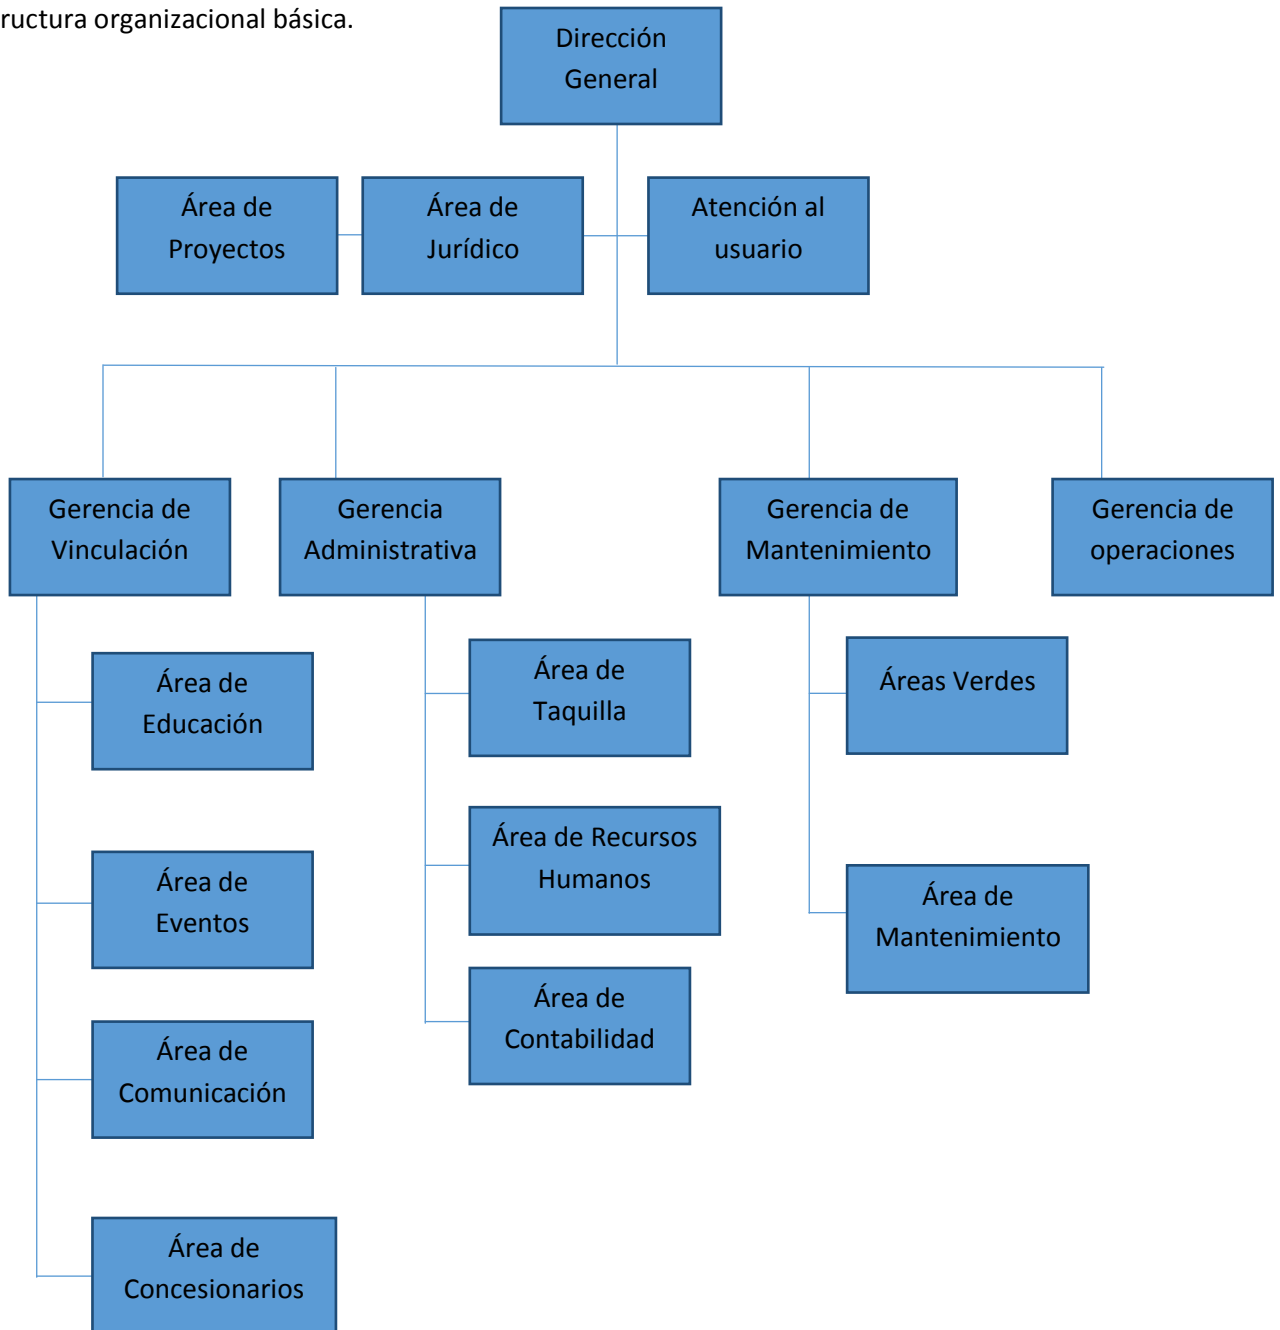 ructura organizacional básica.
Dirección
General
Área de
Proyectos
Área de
Jurídico
Atención al
usuario
Gerencia de
Vinculación
Gerencia
Administrativa
Gerencia de
Mantenimiento
Gerencia de
operaciones
Área de
Educación
Área de
Eventos
Área de
Comunicación
Área de
Concesionarios
Área de
Taquilla
Área de Recursos
Humanos
Área de
Contabilidad
Áreas Verdes
Área de
Mantenimiento